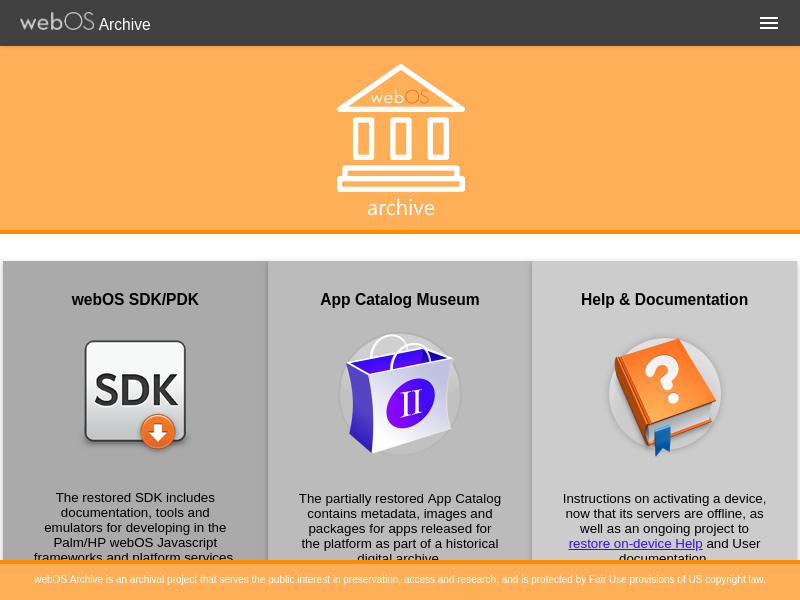 webOS Archive
webOS
archive
webOS SDK/PDK
SDK
The restored SDK includes
documentation, tools and
emulators for developing in the
Palm/HP webOS Javascript
frameworks and platform services
App Catalog Museum
II
The partially restored App Catalog
contains metadata, images and
packages for apps released for
the platform as part of a historical
digital archive.
Help & Documentation
?
Instructions on activating a device,
now that its servers are offline, as
well as an ongoing project to
restore on-device Help and User
documentation
webOS Archive is an archival project that serves the public interest in preservation, access and research, and is protected by Fair Use provisions of US copyright law.